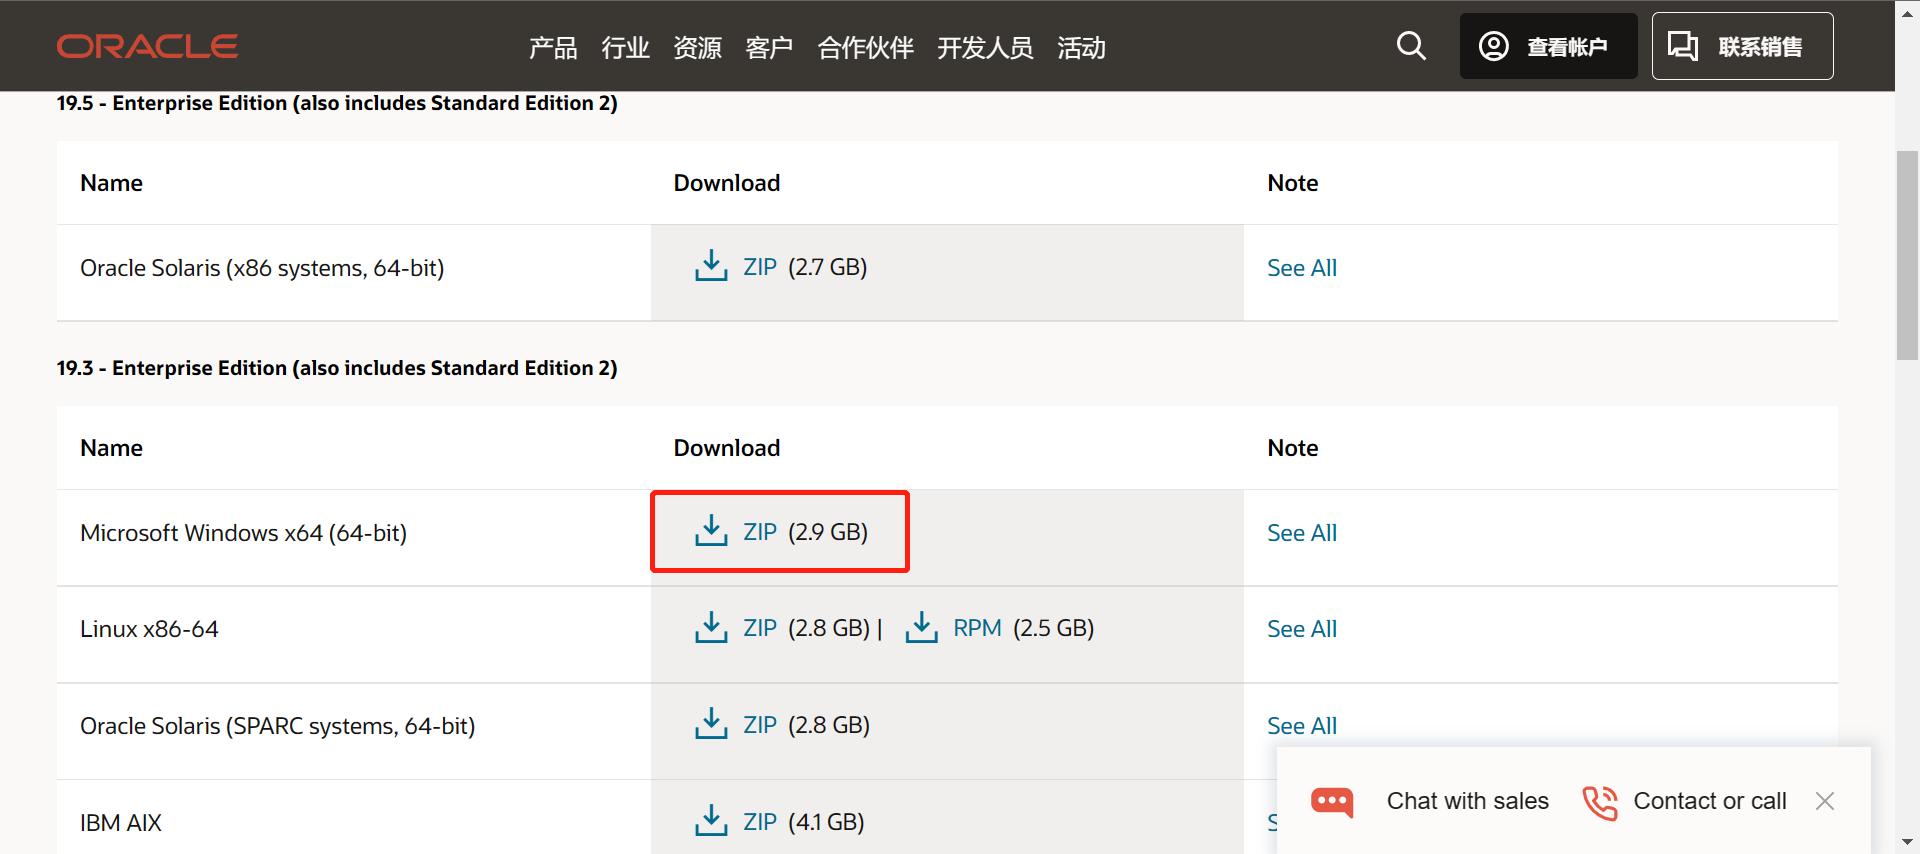 ORACLE 产品 行业 资源 客户 合作伙伴 开发人员 活动 查看帐户 联系销售
19.5 - Enterprise Edition (also includes Standard Edition 2)
Name Download Note
Oracle Solaris (x86 systems, 64-bit) ZIP (2.7 GB) See All
19.3 - Enterprise Edition (also includes Standard Edition 2)
Name Download Note
Microsoft Windows x64 (64-bit) ZIP (2.9 GB) See All
Linux x86-64 ZIP (2.8 GB) | RPM (2.5 GB) See All
Oracle Solaris (SPARC systems, 64-bit) ZIP (2.8 GB) See All
IBM AIX ZIP (4.1 GB)
Chat with sales Contact or call